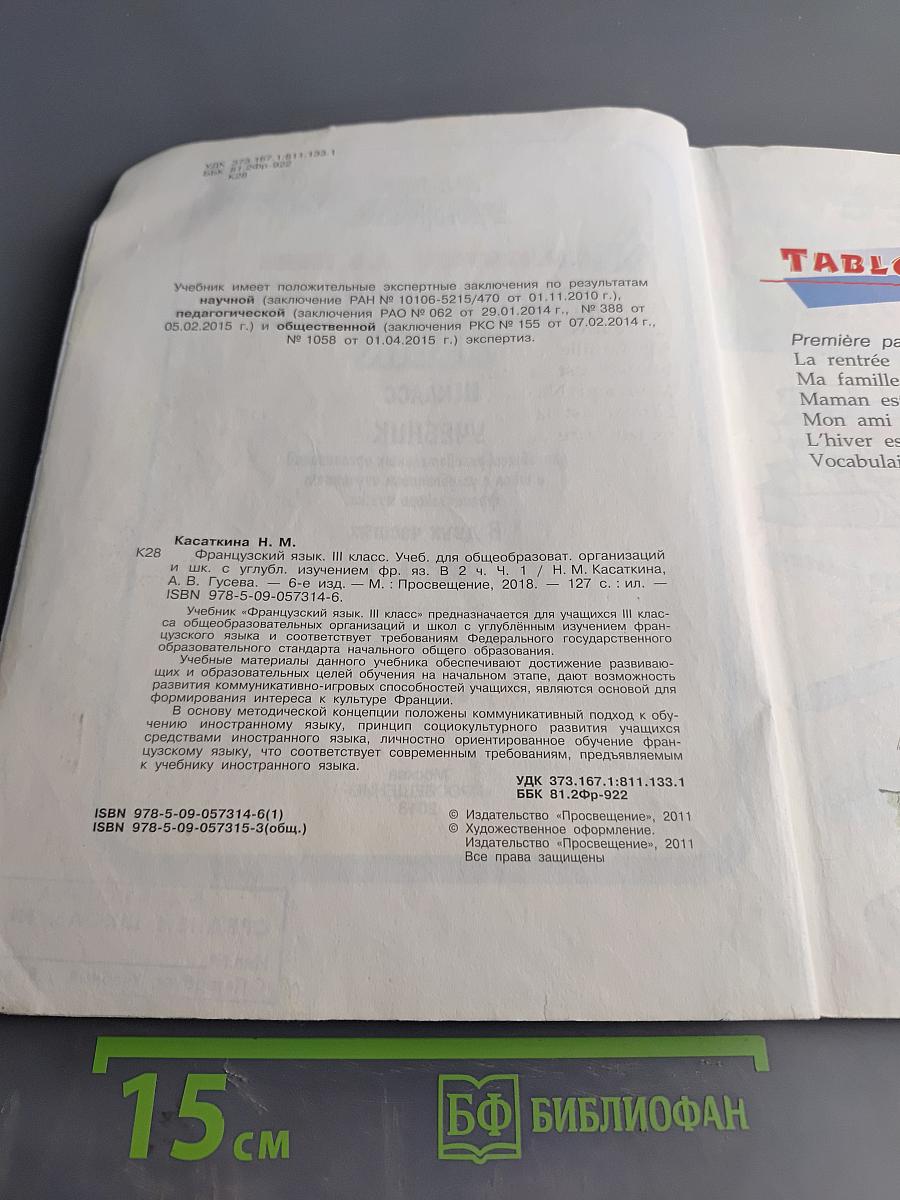 УДК 373.167.1:811.133.1
ББК 81.2Фр-922
К28
Учебник имеет положительные экспертные заключения по результатам
научной (заключение РАН № 10106-5215/470 от 01.11.2010 г.),
педагогической (заключения РАО № 062 от 29.01.2014 г., № 388 от
05.02.2015 г.) и общественной (заключения РКС № 155 от 07.02.2014 г.,
№ 1058 от 01.04.2015 г.) экспертиз.
Касаткина Н. М.
К28 Французский язык. III класс. Учеб. для общеобразоват. организаций
и шк. с углубл. изучением фр. яз. В 2 ч. Ч. 1 / Н. М. Касаткина,
А. В. Гусева. — 6-е изд. — М. : Просвещение, 2018. — 127 с. : ил. —
ISBN 978-5-09-057314-6.
Учебник «Французский язык. III класс» предназначается для учащихся III клас-
са общеобразовательных организаций и школ с углублённым изучением фран-
цузского языка и соответствует требованиям Федерального государственного
образовательного стандарта начального общего образования.
Учебные материалы данного учебника обеспечивают достижение развиваю-
щих и образовательных целей обучения на начальном этапе, дают возможность
развития коммуникативно-игровых способностей учащихся, являются основой для
формирования интереса к культуре Франции.
В основу методической концепции положены коммуникативный подход к обу-
чению иностранному языку, принцип социокультурного развития учащихся
средствами иностранного языка, личностно ориентированное обучение фран-
цузскому языку, что соответствует современным требованиям, предъявляемым
к учебнику иностранного языка.
УДК 373.167.1:811.133.1
ББК 81.2Фр-922
ISBN 978-5-09-057314-6(1)
ISBN 978-5-09-057315-3(общ.)
© Издательство «Просвещение», 2011
© Художественное оформление.
Издательство «Просвещение», 2011
Все права защищены
TABL
Première pa
La rentrée
Ma famille
Maman es
Mon ami
L'hiver es
Vocabulai
15 см
БФ БИБЛИОФАН